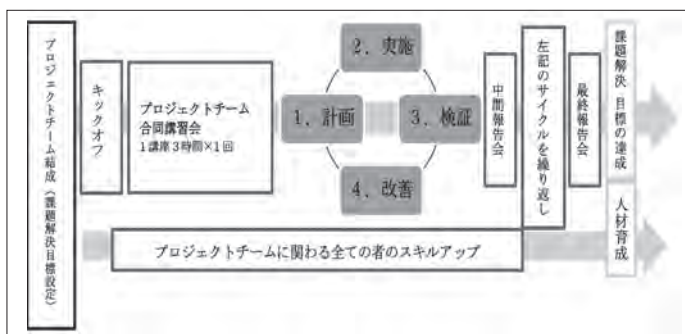 プロジェクトチーム結成（課題解決目標設定）
キックオフ
プロジェクトチーム
合同講習会
1講座3時間×1回
2．実施
1．計画
3．検証
4．改善
中間報告会
左記のサイクルを繰り返し
最終報告会
課題解決 目標の達成
人材育成
プロジェクトチームに関わる全ての者のスキルアップ